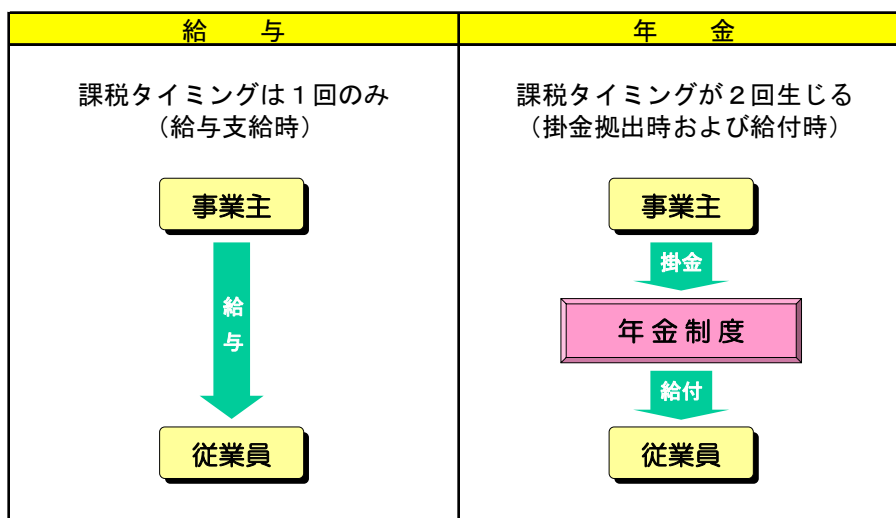 給　与
課税タイミングは１回のみ
（給与支給時）
事業主
給
与
従業員
年　金
課税タイミングが２回生じる
（掛金拠出時および給付時）
事業主
掛金
年金制度
給付
従業員